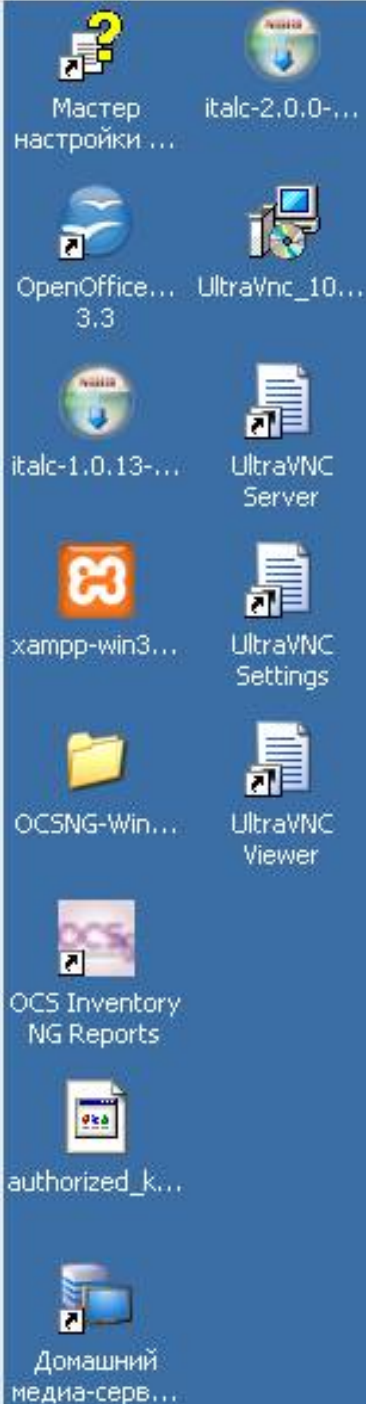 Мастер
настройки ...
OpenOffice...
3.3
italc-1.0.13-...
xampp-win3...
OCSNG-Win...
OCS Inventory
NG Reports
authorized_k...
Домашний
медиа-серв...
italc-2.0.0-...
UltraVnc_10...
UltraVNC
Server
UltraVNC
Settings
UltraVNC
Viewer